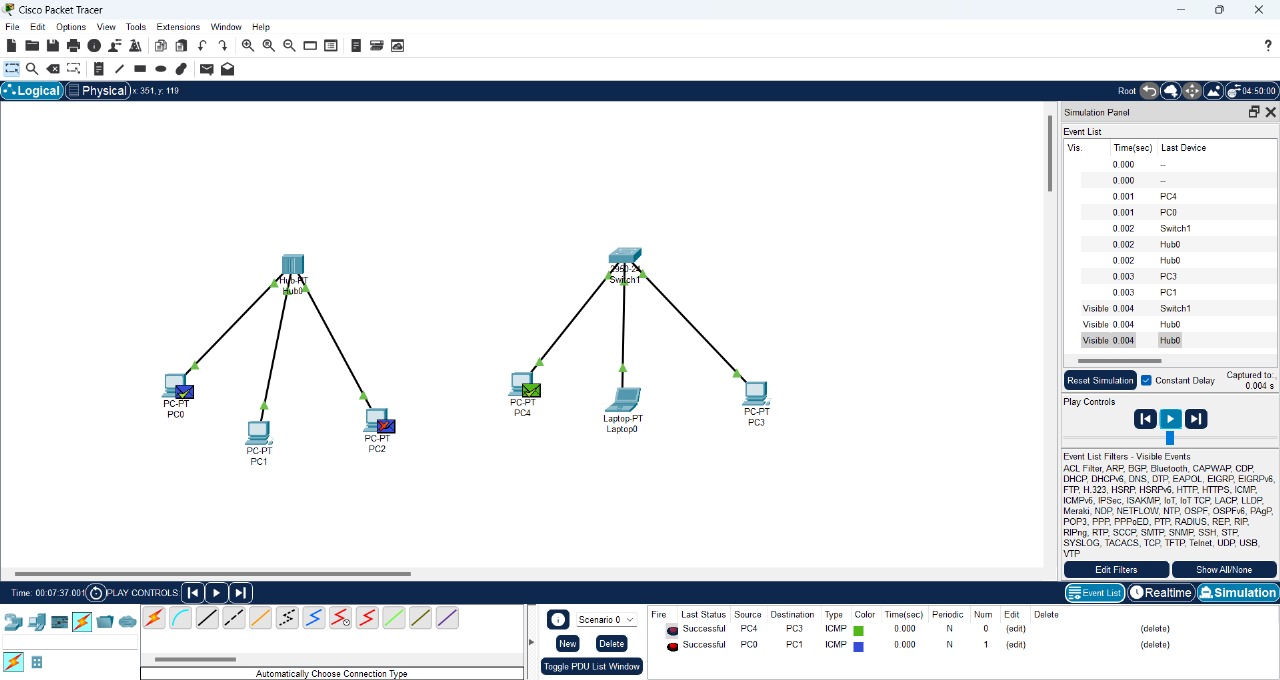 Cisco Packet Tracer
File Edit Options View Tools Extensions Window Help
?
Logical Physical x: 351, y: 119
Root 04:50:00
Simulation Panel
Event List
Vis. Time(sec) Last Device
0.000 --
0.000 --
0.001 PC4
0.001 PC0
0.002 Switch1
0.002 Hub0
0.002 Hub0
0.003 PC3
0.003 PC1
Visible 0.004 Switch1
Visible 0.004 Hub0
Visible 0.004 Hub0
Reset Simulation Constant Delay Captured to:
0.004 s
Play Controls
Event List Filters - Visible Events
ACL Filter, ARP, BGP, Bluetooth, CAPWAP, CDP,
DHCP, DHCPv6, DNS, DTP, EAPOL, EIGRP, EIGRPv6,
FTP, H.323, HSRP, HSRPv6, HTTP, HTTPS, ICMP,
ICMPv6, IPSec, ISAKMP, IoT, IoT TCP, LACP, LLDP,
Meraki, NDP, NETFLOW, NTP, OSPF, OSPFv6, PAgP,
POP3, PPP, PPPoED, PTP, RADIUS, REP, RIP,
RIPng, RTP, SCCP, SMTP, SNMP, SSH, STP,
SYSLOG, TACACS, TCP, TFTP, Telnet, UDP, USB,
VTP
Edit Filters Show All/None
Hub-PT
Hub0
PC-PT
PC0
PC-PT
PC1
PC-PT
PC2
2950-24
Switch1
PC-PT
PC4
Laptop-PT
Laptop0
PC-PT
PC3
Time: 00:07:37.001 PLAY CONTROLS:
Event List Realtime Simulation
Automatically Choose Connection Type
Scenario 0
New Delete
Toggle PDU List Window
Fire Last Status Source Destination Type Color Time(sec) Periodic Num Edit Delete
Successful PC4 PC3 ICMP 0.000 N 0 (edit) (delete)
Successful PC0 PC1 ICMP 0.000 N 1 (edit) (delete)